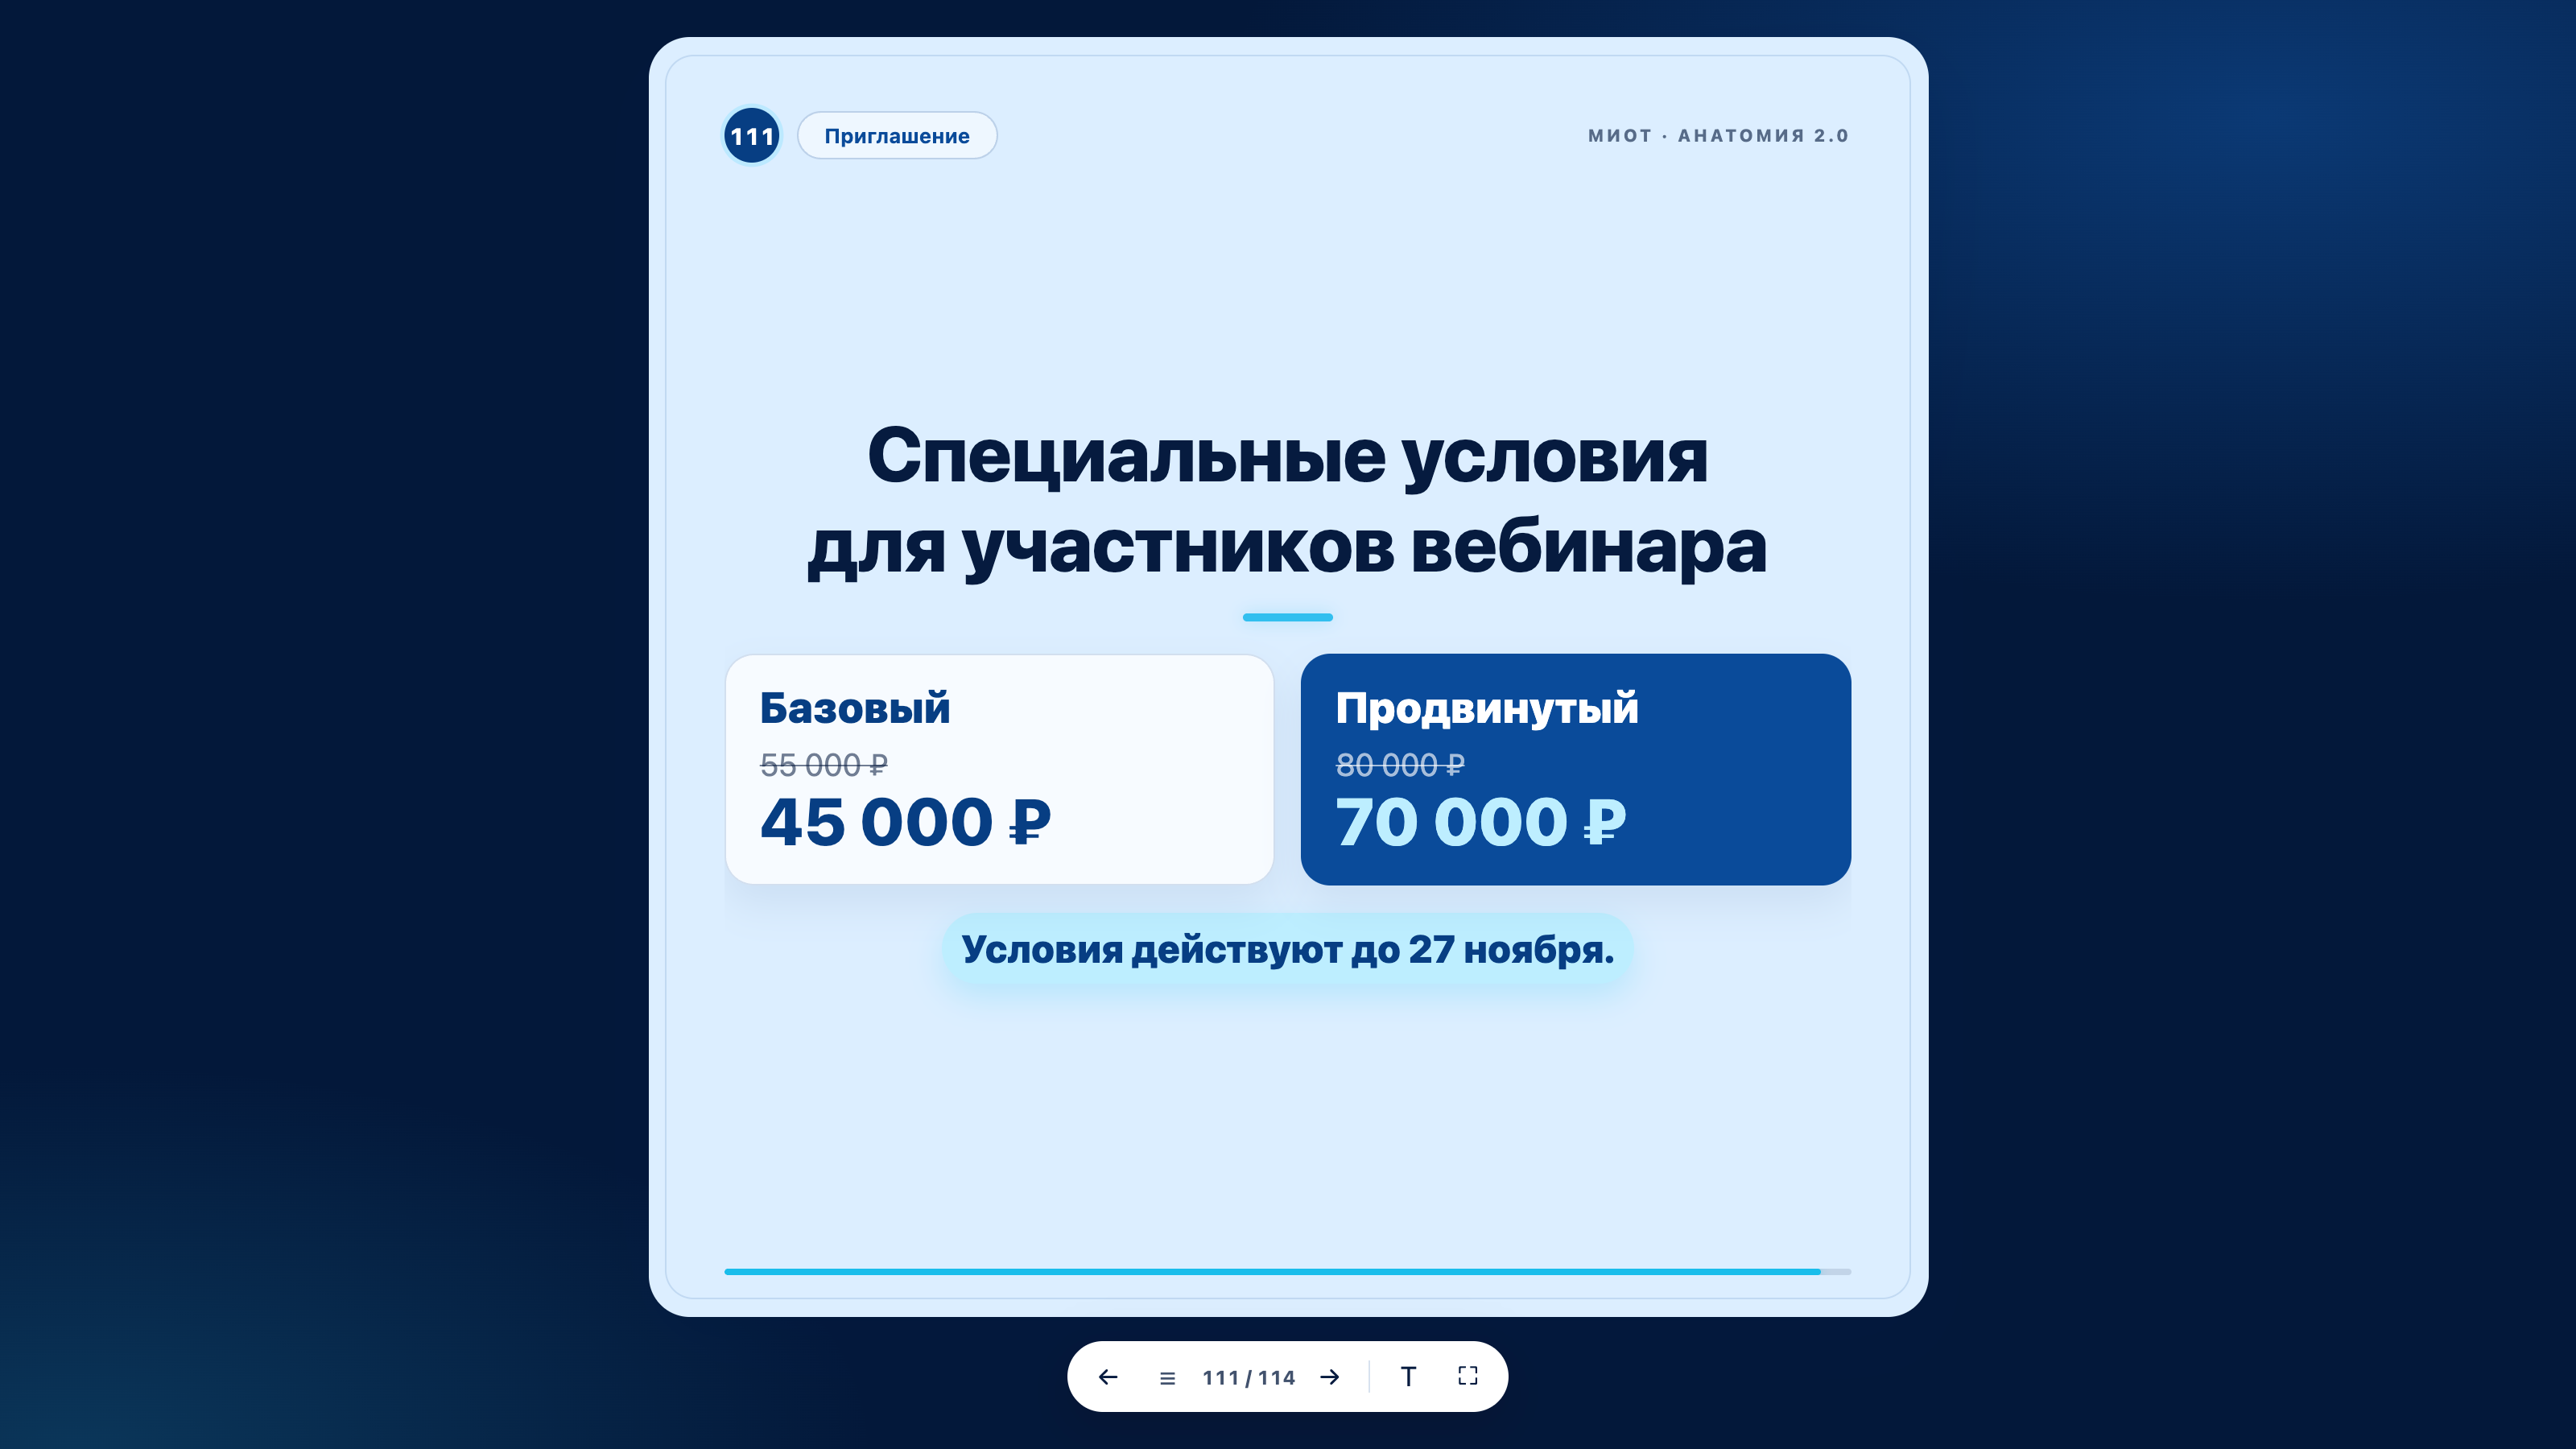 111
Приглашение
МИОТ · АНАТОМИЯ 2.0
Специальные условия
для участников вебинара
Базовый
55 000 ₽
45 000 ₽
Продвинутый
80 000 ₽
70 000 ₽
Условия действуют до 27 ноября.
111 / 114
T